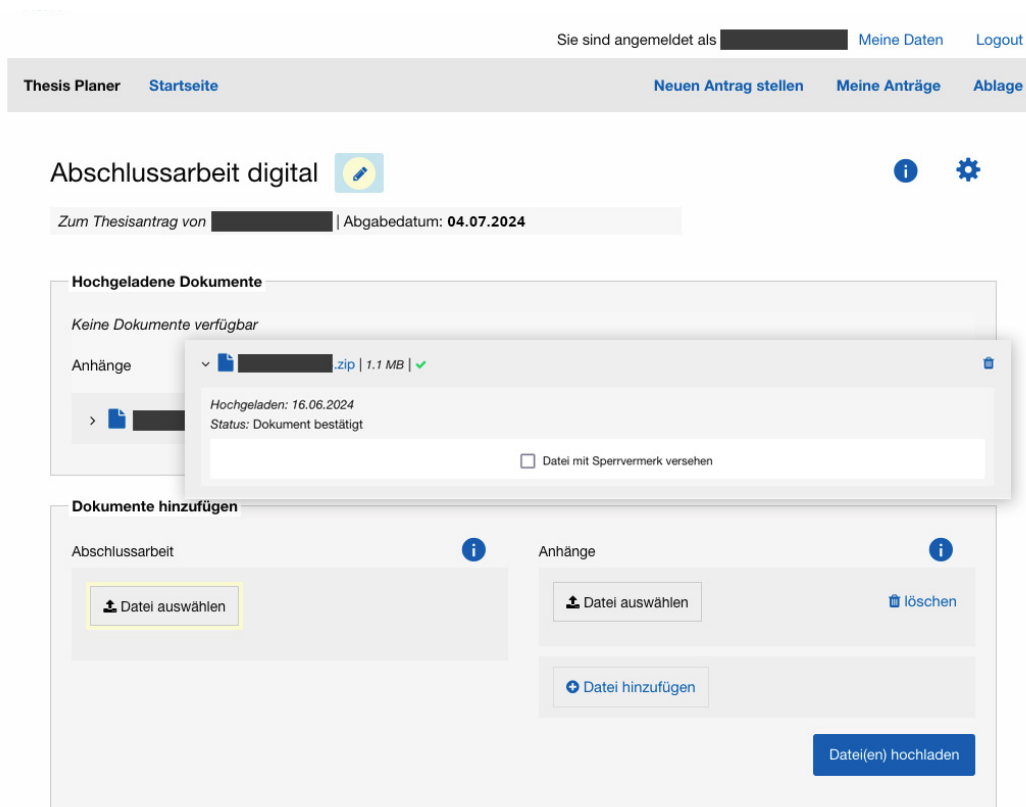 Sie sind angemeldet als Meine Daten Logout
Thesis Planer Startseite Neuen Antrag stellen Meine Anträge Ablage
Abschlussarbeit digital
Zum Thesisantrag von | Abgabedatum: 04.07.2024
Hochgeladene Dokumente
Keine Dokumente verfügbar
Anhänge
.zip | 1.1 MB |
Hochgeladen: 16.06.2024
Status: Dokument bestätigt
Datei mit Sperrvermerk versehen
Dokumente hinzufügen
Abschlussarbeit
Anhänge
Datei auswählen
Datei auswählen
löschen
Datei hinzufügen
Datei(en) hochladen